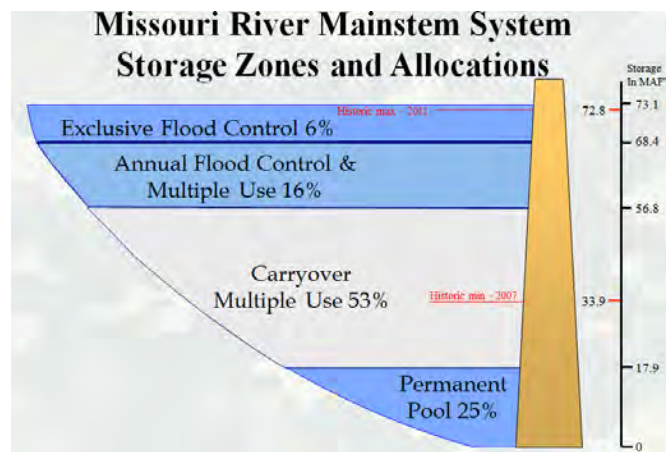 Missouri River Mainstem System
Storage Zones and Allocations
Storage
In MAF
Historic max - 2011
72.8
73.1
Exclusive Flood Control 6%
68.4
Annual Flood Control &
Multiple Use 16%
56.8
Carryover
Multiple Use 53%
Historic min - 2007
33.9
17.9
Permanent
Pool 25%
0